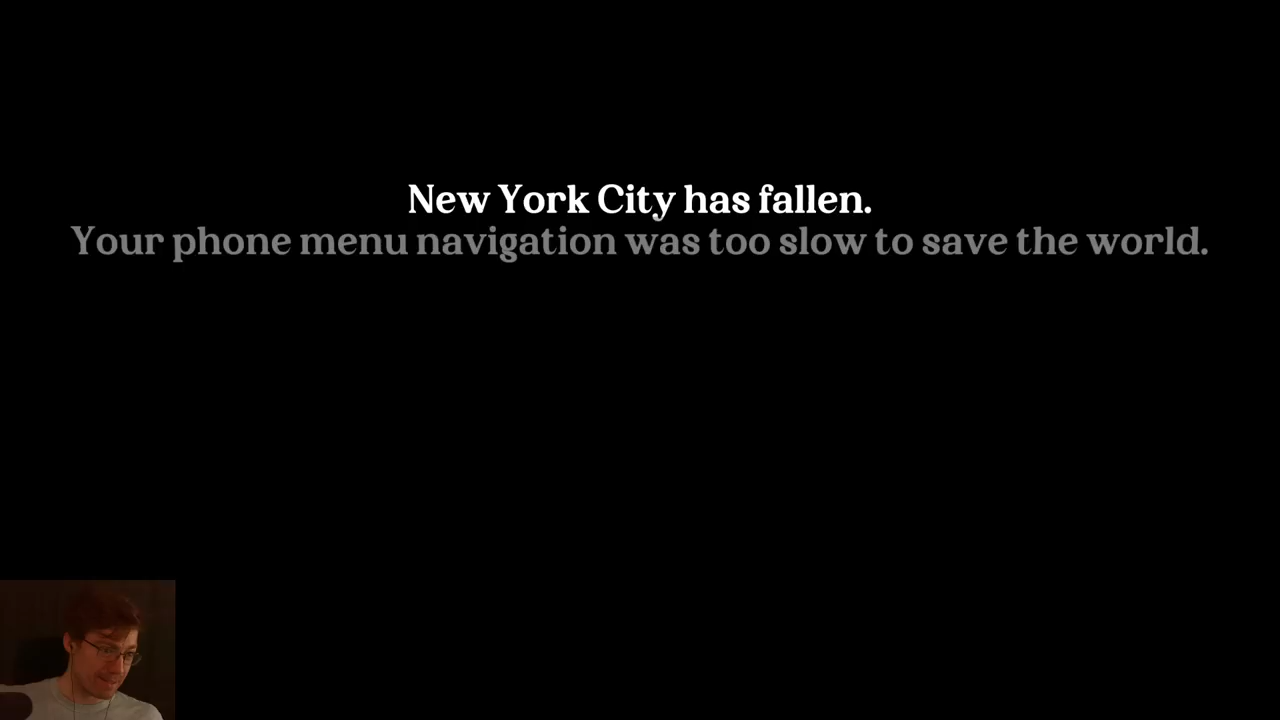 New York City has fallen.
Your phone menu navigation was too slow to save the world.